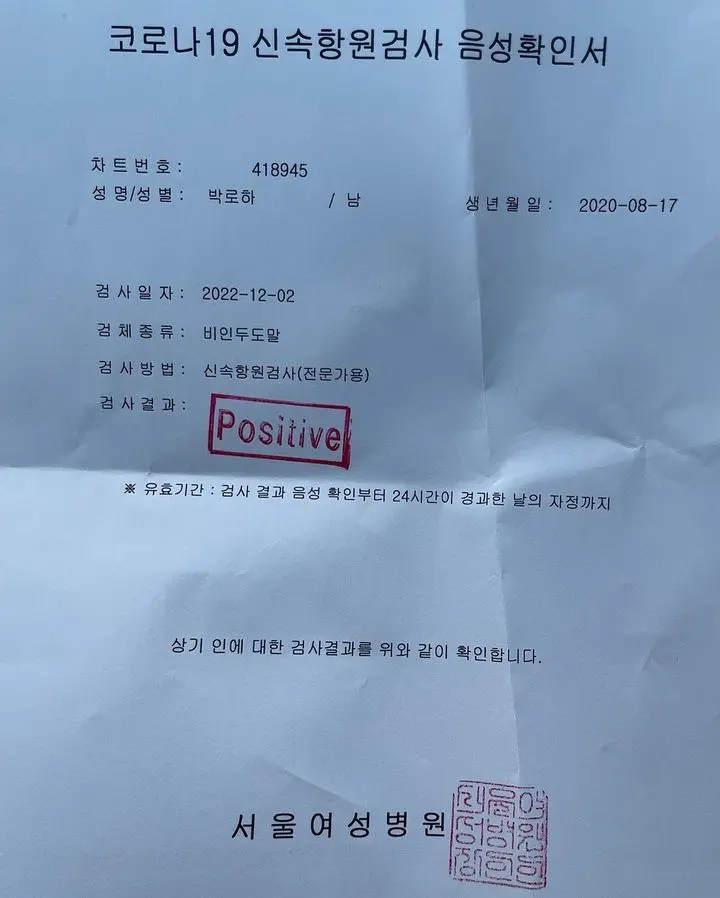 코로나19 신속항원검사 음성확인서
차트번호: 418945
성명/성별: 박로하 / 남 생년월일: 2020-08-17
검사일자: 2022-12-02
검체종류: 비인두도말
검사방법: 신속항원검사(전문가용)
검사결과: Positive
※ 유효기간 : 검사 결과 음성 확인부터 24시간이 경과한 날의 자정까지
상기 인에 대한 검사결과를 위와 같이 확인합니다.
서울여성병원